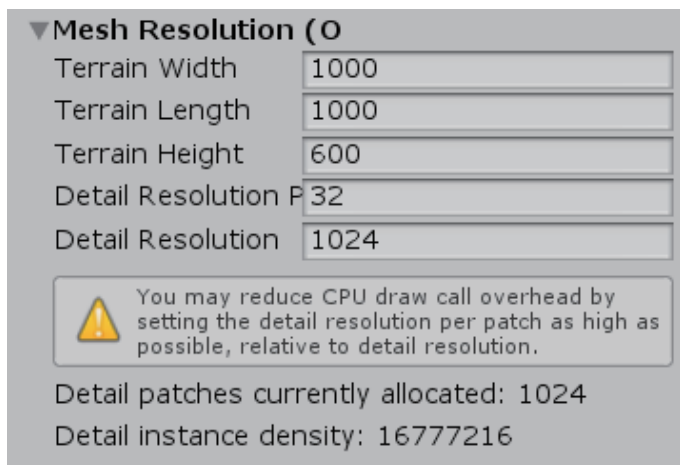 Mesh Resolution (O
Terrain Width 1000
Terrain Length 1000
Terrain Height 600
Detail Resolution P 32
Detail Resolution 1024
You may reduce CPU draw call overhead by
setting the detail resolution per patch as high as
possible, relative to detail resolution.
Detail patches currently allocated: 1024
Detail instance density: 16777216